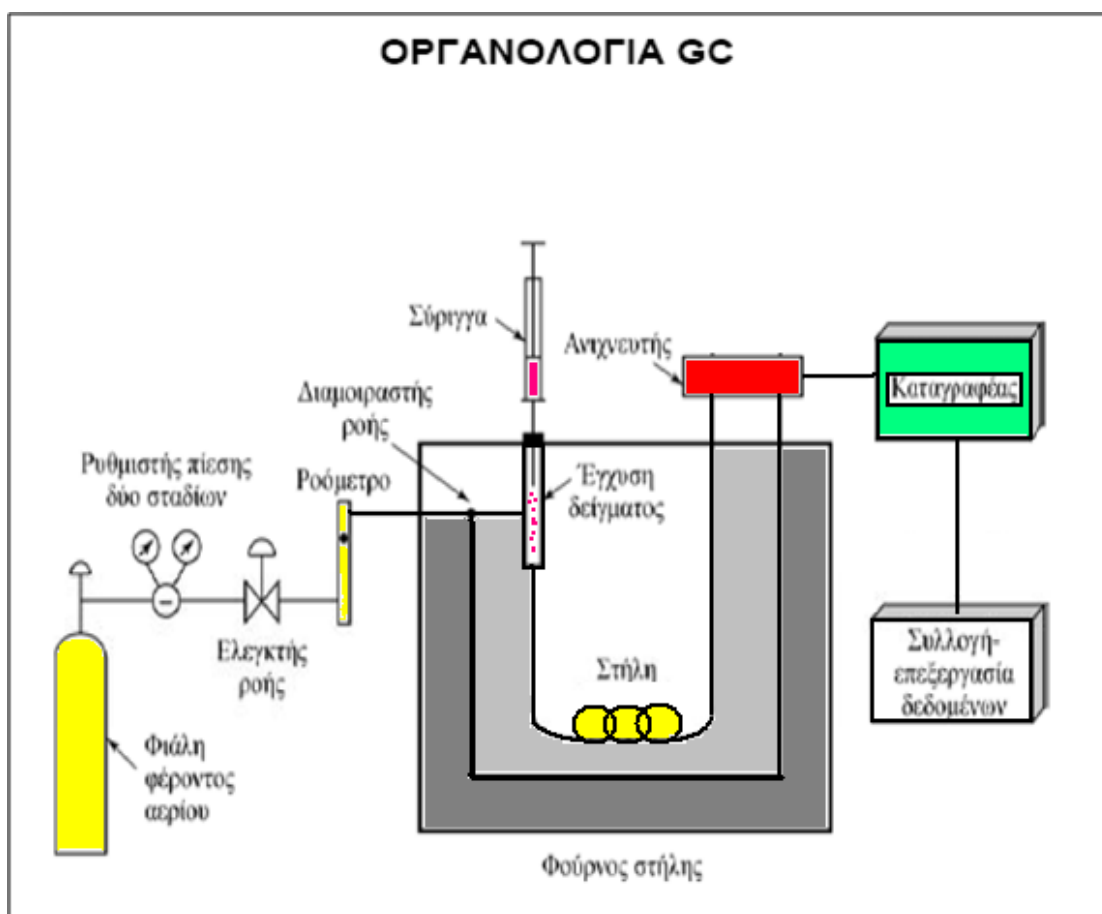 ΟΡΓΑΝΟΛΟΓΙΑ GC
Σύριγγα
Ανιχνευτής
Καταγραφέας
Διαμοιραστής
ροής
Ρυθμιστής πίεσης
δύο σταδίων
Ροόμετρο
Έγχυση
δείγματος
Ελεγκτής
ροής
Στήλη
Συλλογή-
επεξεργασία
δεδομένων
Φιάλη
φέροντος
αερίου
Φούρνος στήλης